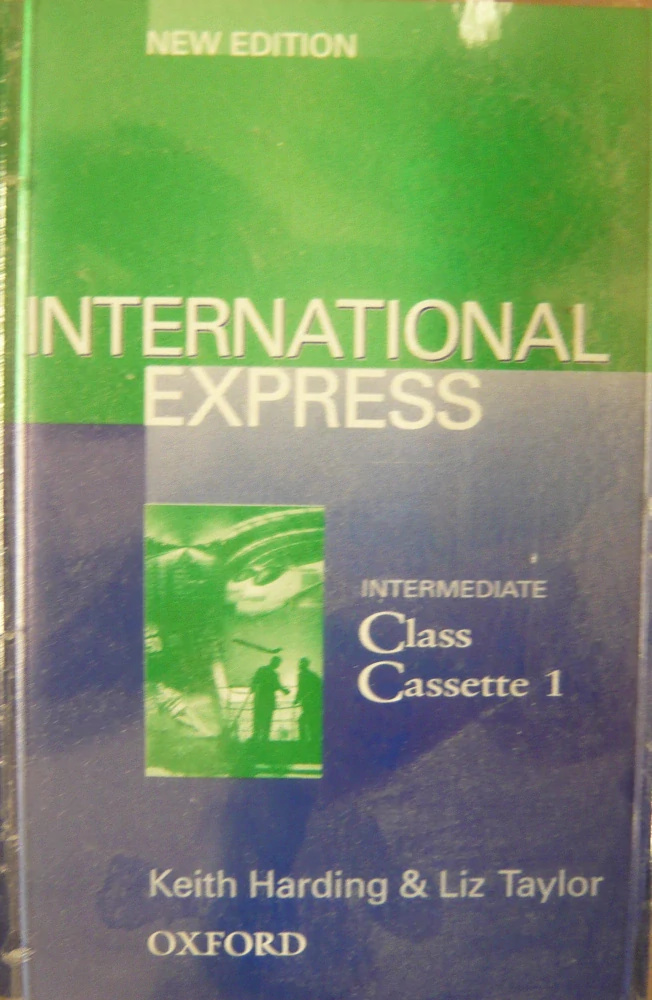 NEW EDITION
INTERNATIONAL
EXPRESS
INTERMEDIATE
Class
Cassette 1
Keith Harding & Liz Taylor
OXFORD